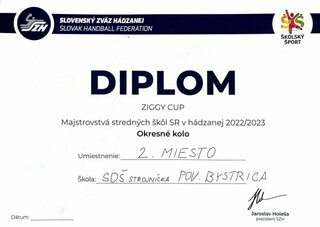 SZH
SLOVENSKÝ ZVÄZ HÁDZANEJ
SLOVAK HANDBALL FEDERATION
ŠKOLSKÝ
ŠPORT
DIPLOM
ZIGGY CUP
Majstrovstvá stredných škôl SR v hádzanej 2022/2023
Okresné kolo
Umiestnenie: 2. MIESTO
Škola: SOŠ STROJNÍCKA POV. BYSTRICA
Dátum:
Jaroslav Holeša
prezident SZH